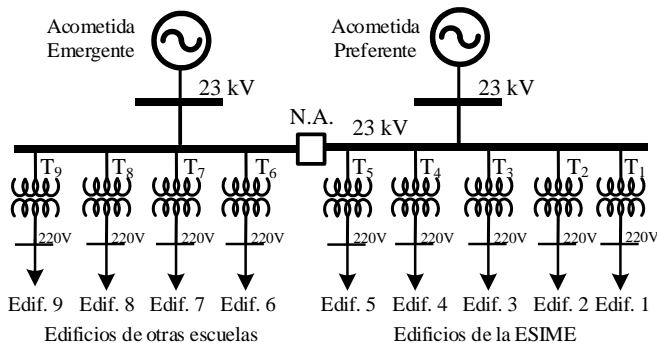 Acometida
Emergente
Acometida
Preferente
23 kV
23 kV
N.A.
23 kV
T9 T8 T7 T6 T5 T4 T3 T2 T1
220V 220V 220V 220V 220V 220V 220V 220V 220V
Edif. 9 Edif. 8 Edif. 7 Edif. 6 Edif. 5 Edif. 4 Edif. 3 Edif. 2 Edif. 1
Edificios de otras escuelas
Edificios de la ESIME